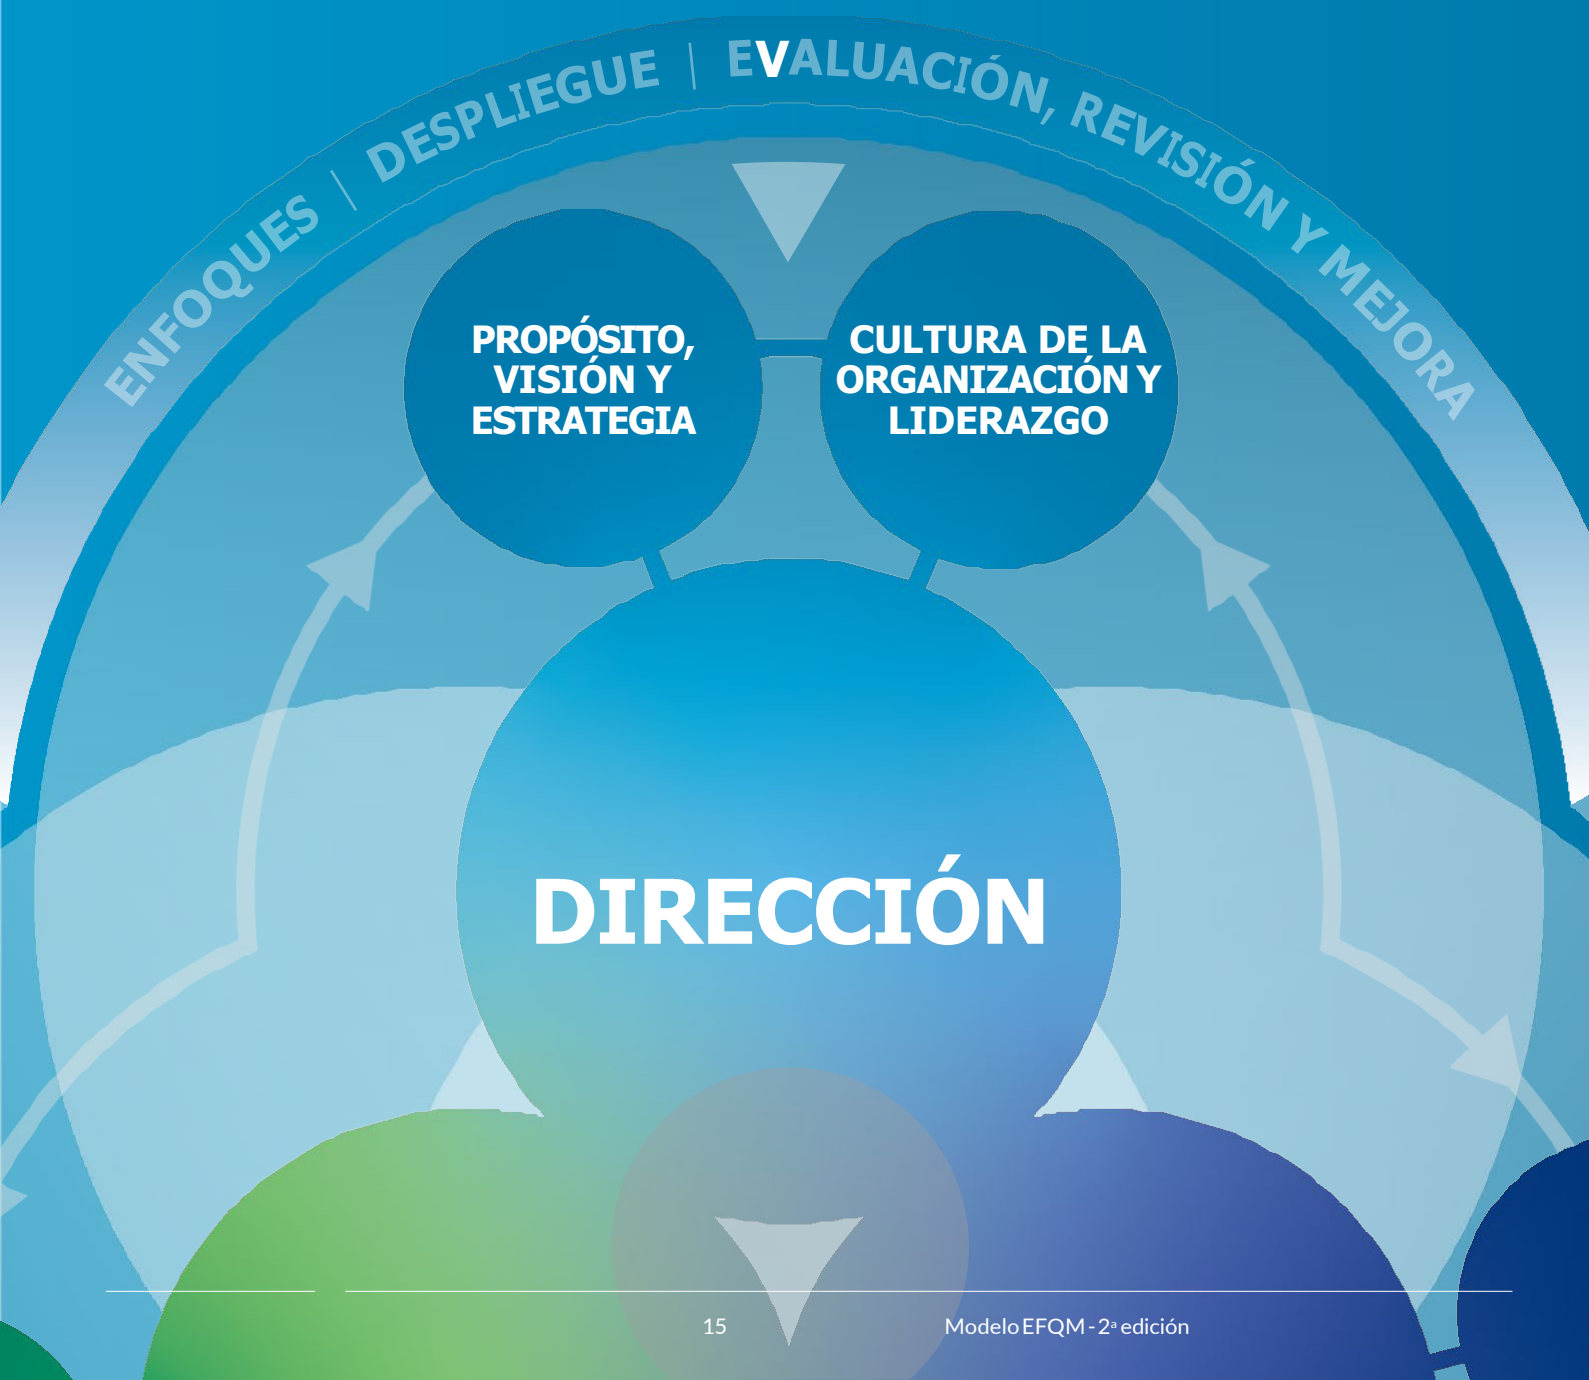 ENFOQUES | DESPLIEGUE | EVALUACIÓN, REVISIÓN Y MEJORA
PROPÓSITO,
VISIÓN Y
ESTRATEGIA
CULTURA DE LA
ORGANIZACIÓN Y
LIDERAZGO
DIRECCIÓN
15
Modelo EFQM - 2ª edición